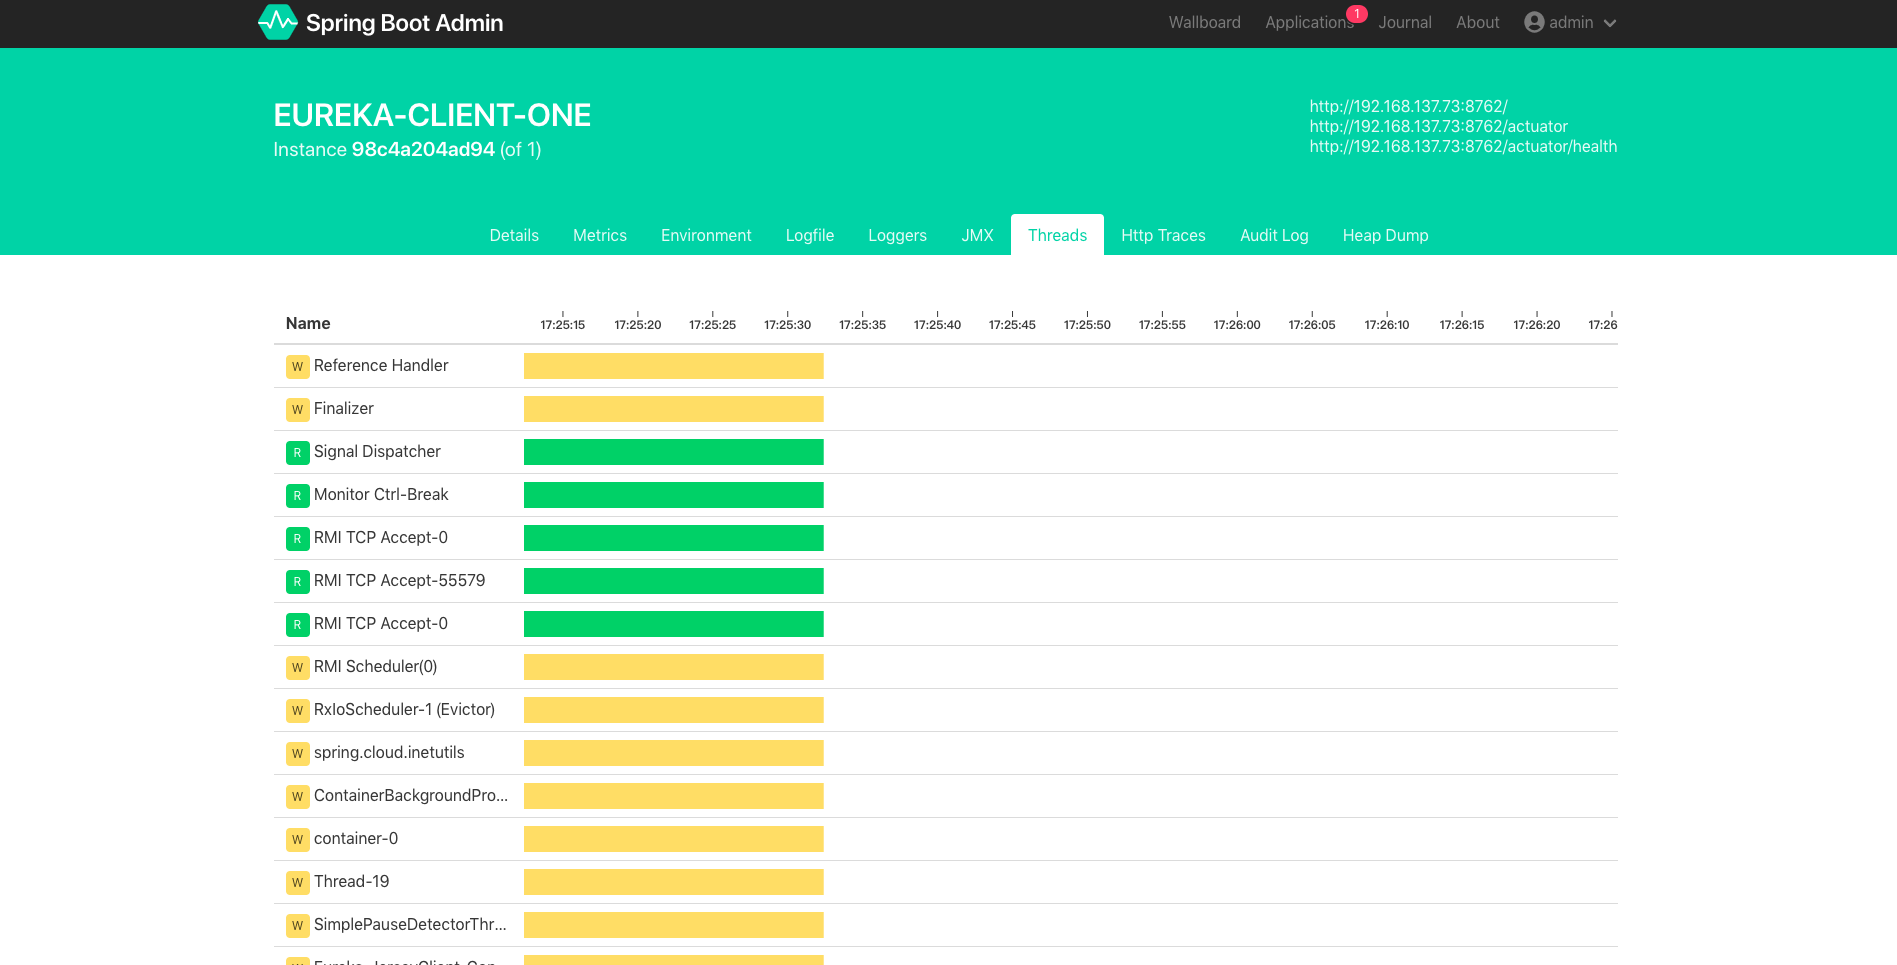 Spring Boot Admin
Wallboard Applications 1 Journal About admin
EUREKA-CLIENT-ONE
Instance 98c4a204ad94 (of 1)
http://192.168.137.73:8762/
http://192.168.137.73:8762/actuator
http://192.168.137.73:8762/actuator/health
Details Metrics Environment Logfile Loggers JMX Threads Http Traces Audit Log Heap Dump
Name 17:25:15 17:25:20 17:25:25 17:25:30 17:25:35 17:25:40 17:25:45 17:25:50 17:25:55 17:26:00 17:26:05 17:26:10 17:26:15 17:26:20 17:26
W Reference Handler
W Finalizer
R Signal Dispatcher
R Monitor Ctrl-Break
R RMI TCP Accept-0
R RMI TCP Accept-55579
R RMI TCP Accept-0
W RMI Scheduler(0)
W RxIoScheduler-1 (Evictor)
W spring.cloud.inetutils
W ContainerBackgroundPro...
W container-0
W Thread-19
W SimplePauseDetectorThr...